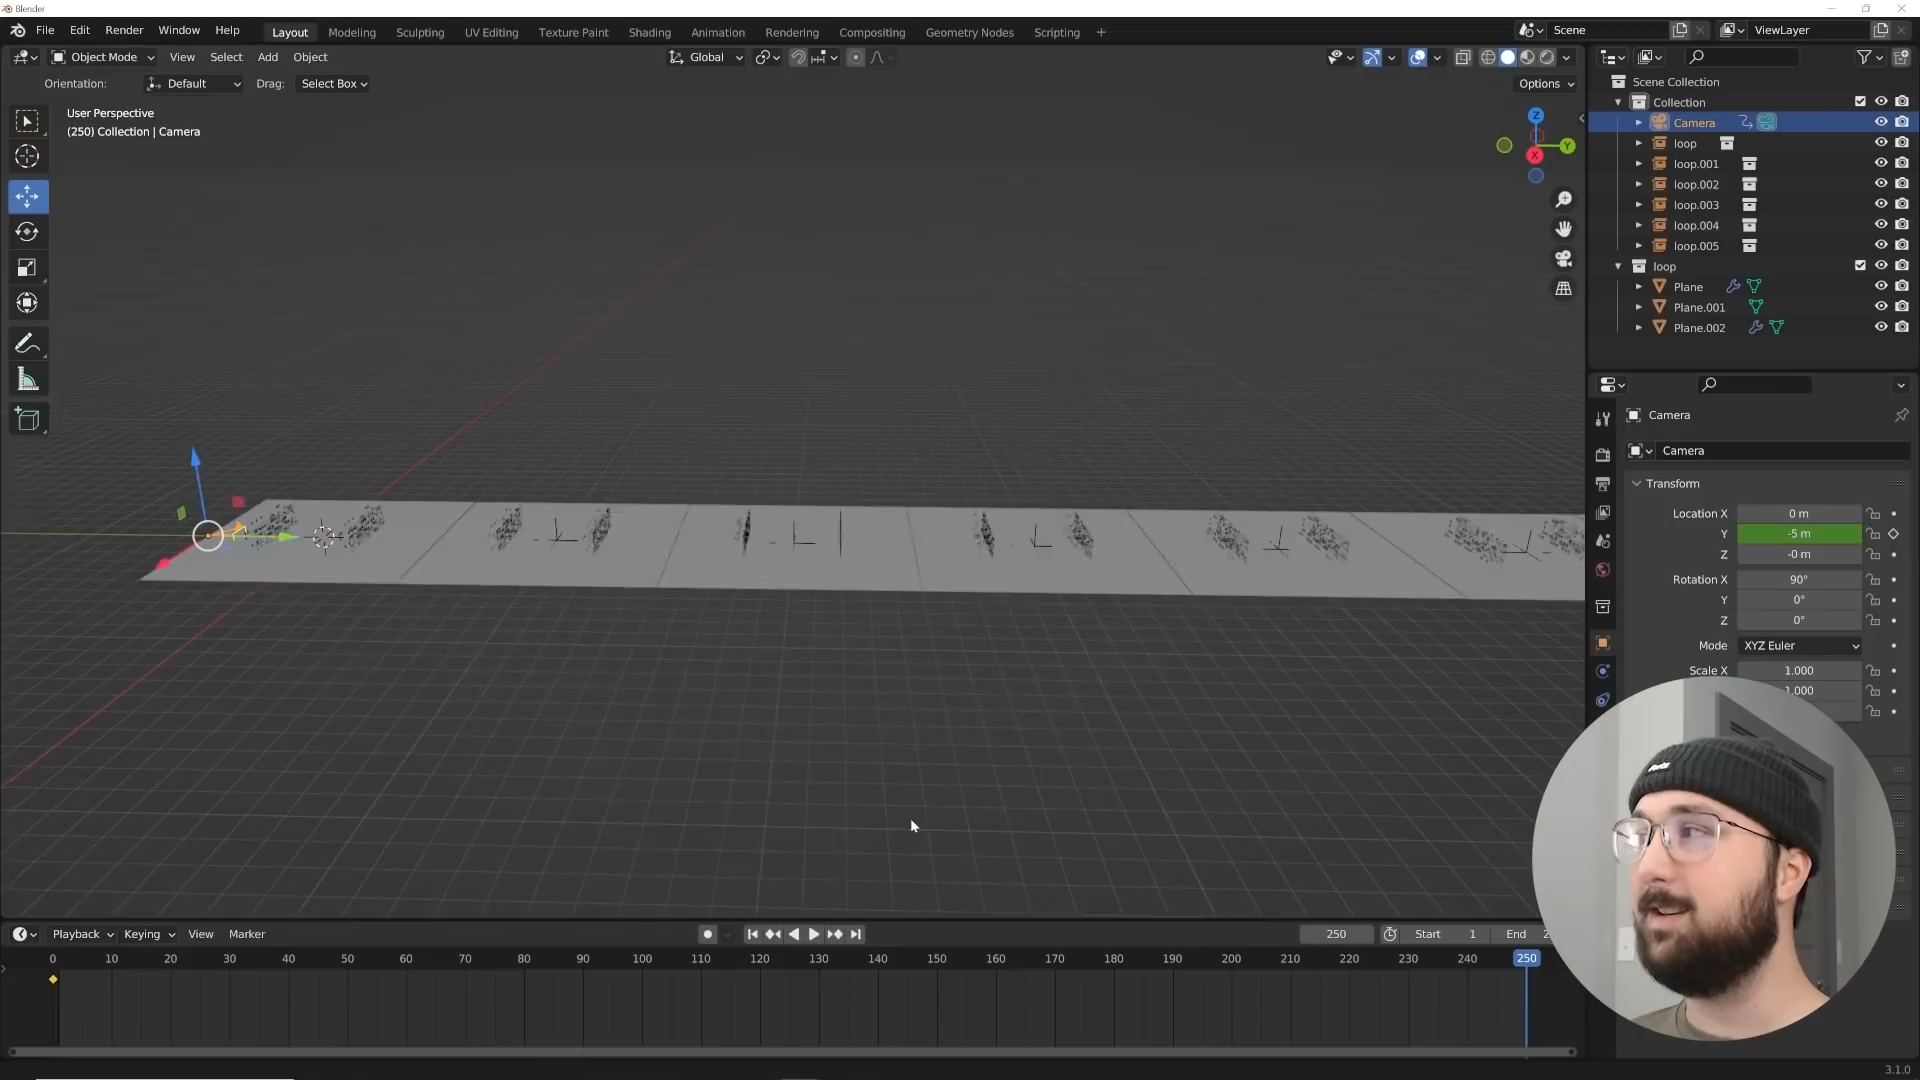 Blender
File Edit Render Window Help
Layout Modeling Sculpting UV Editing Texture Paint Shading Animation Rendering Compositing Geometry Nodes Scripting +
Scene
ViewLayer
Object Mode View Select Add Object
Global
Orientation: Default Drag: Select Box
Options
User Perspective
(250) Collection | Camera
Z
Y
X
Scene Collection
Collection
Camera
loop
loop.001
loop.002
loop.003
loop.004
loop.005
loop
Plane
Plane.001
Plane.002
Camera
Camera
Transform
Location X 0 m
Y -5 m
Z -0 m
Rotation X 90°
Y 0°
Z 0°
Mode XYZ Euler
Scale X 1.000
1.000
Playback Keying View Marker
250 Start 1 End 2
0 10 20 30 40 50 60 70 80 90 100 110 120 130 140 150 160 170 180 190 200 210 220 230 240 250
3.1.0